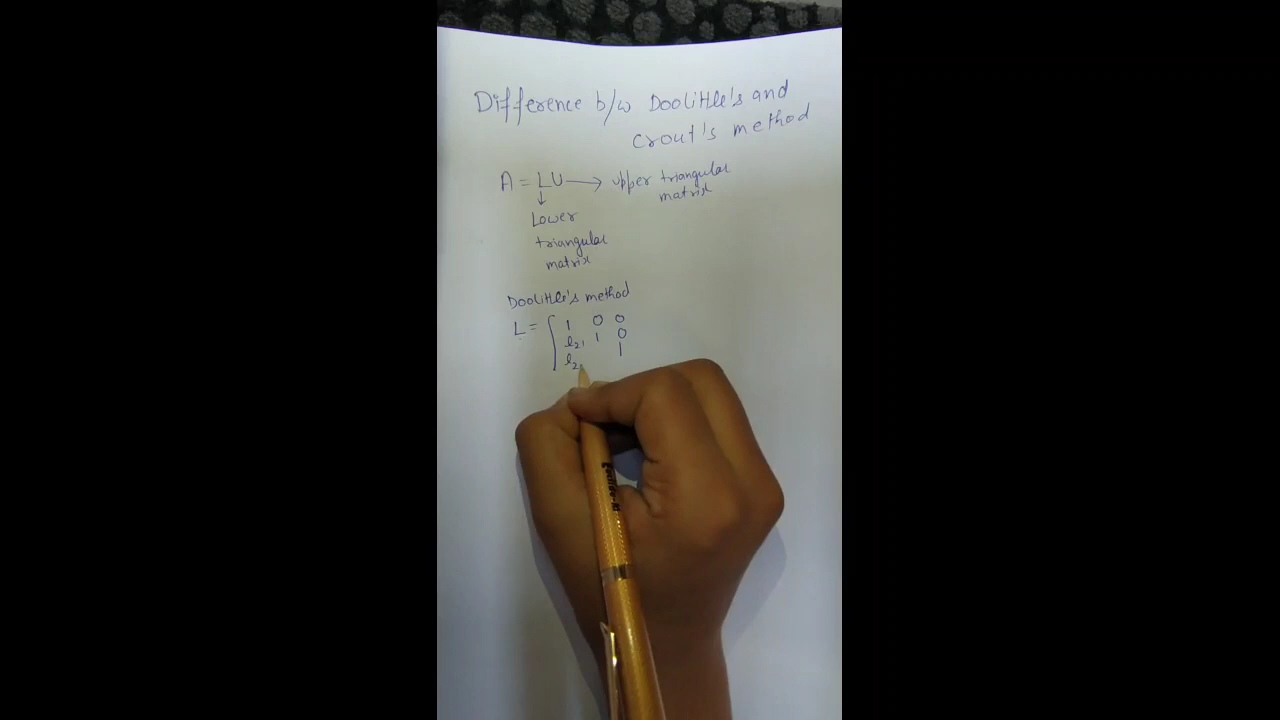 Difference b/w Doolittle's and
crout's method
A = LU → upper triangular
matrix
↓
Lower
triangular
matrix
Doolittle's method
L = [ 1 0 0
l21 1 0
l2 1